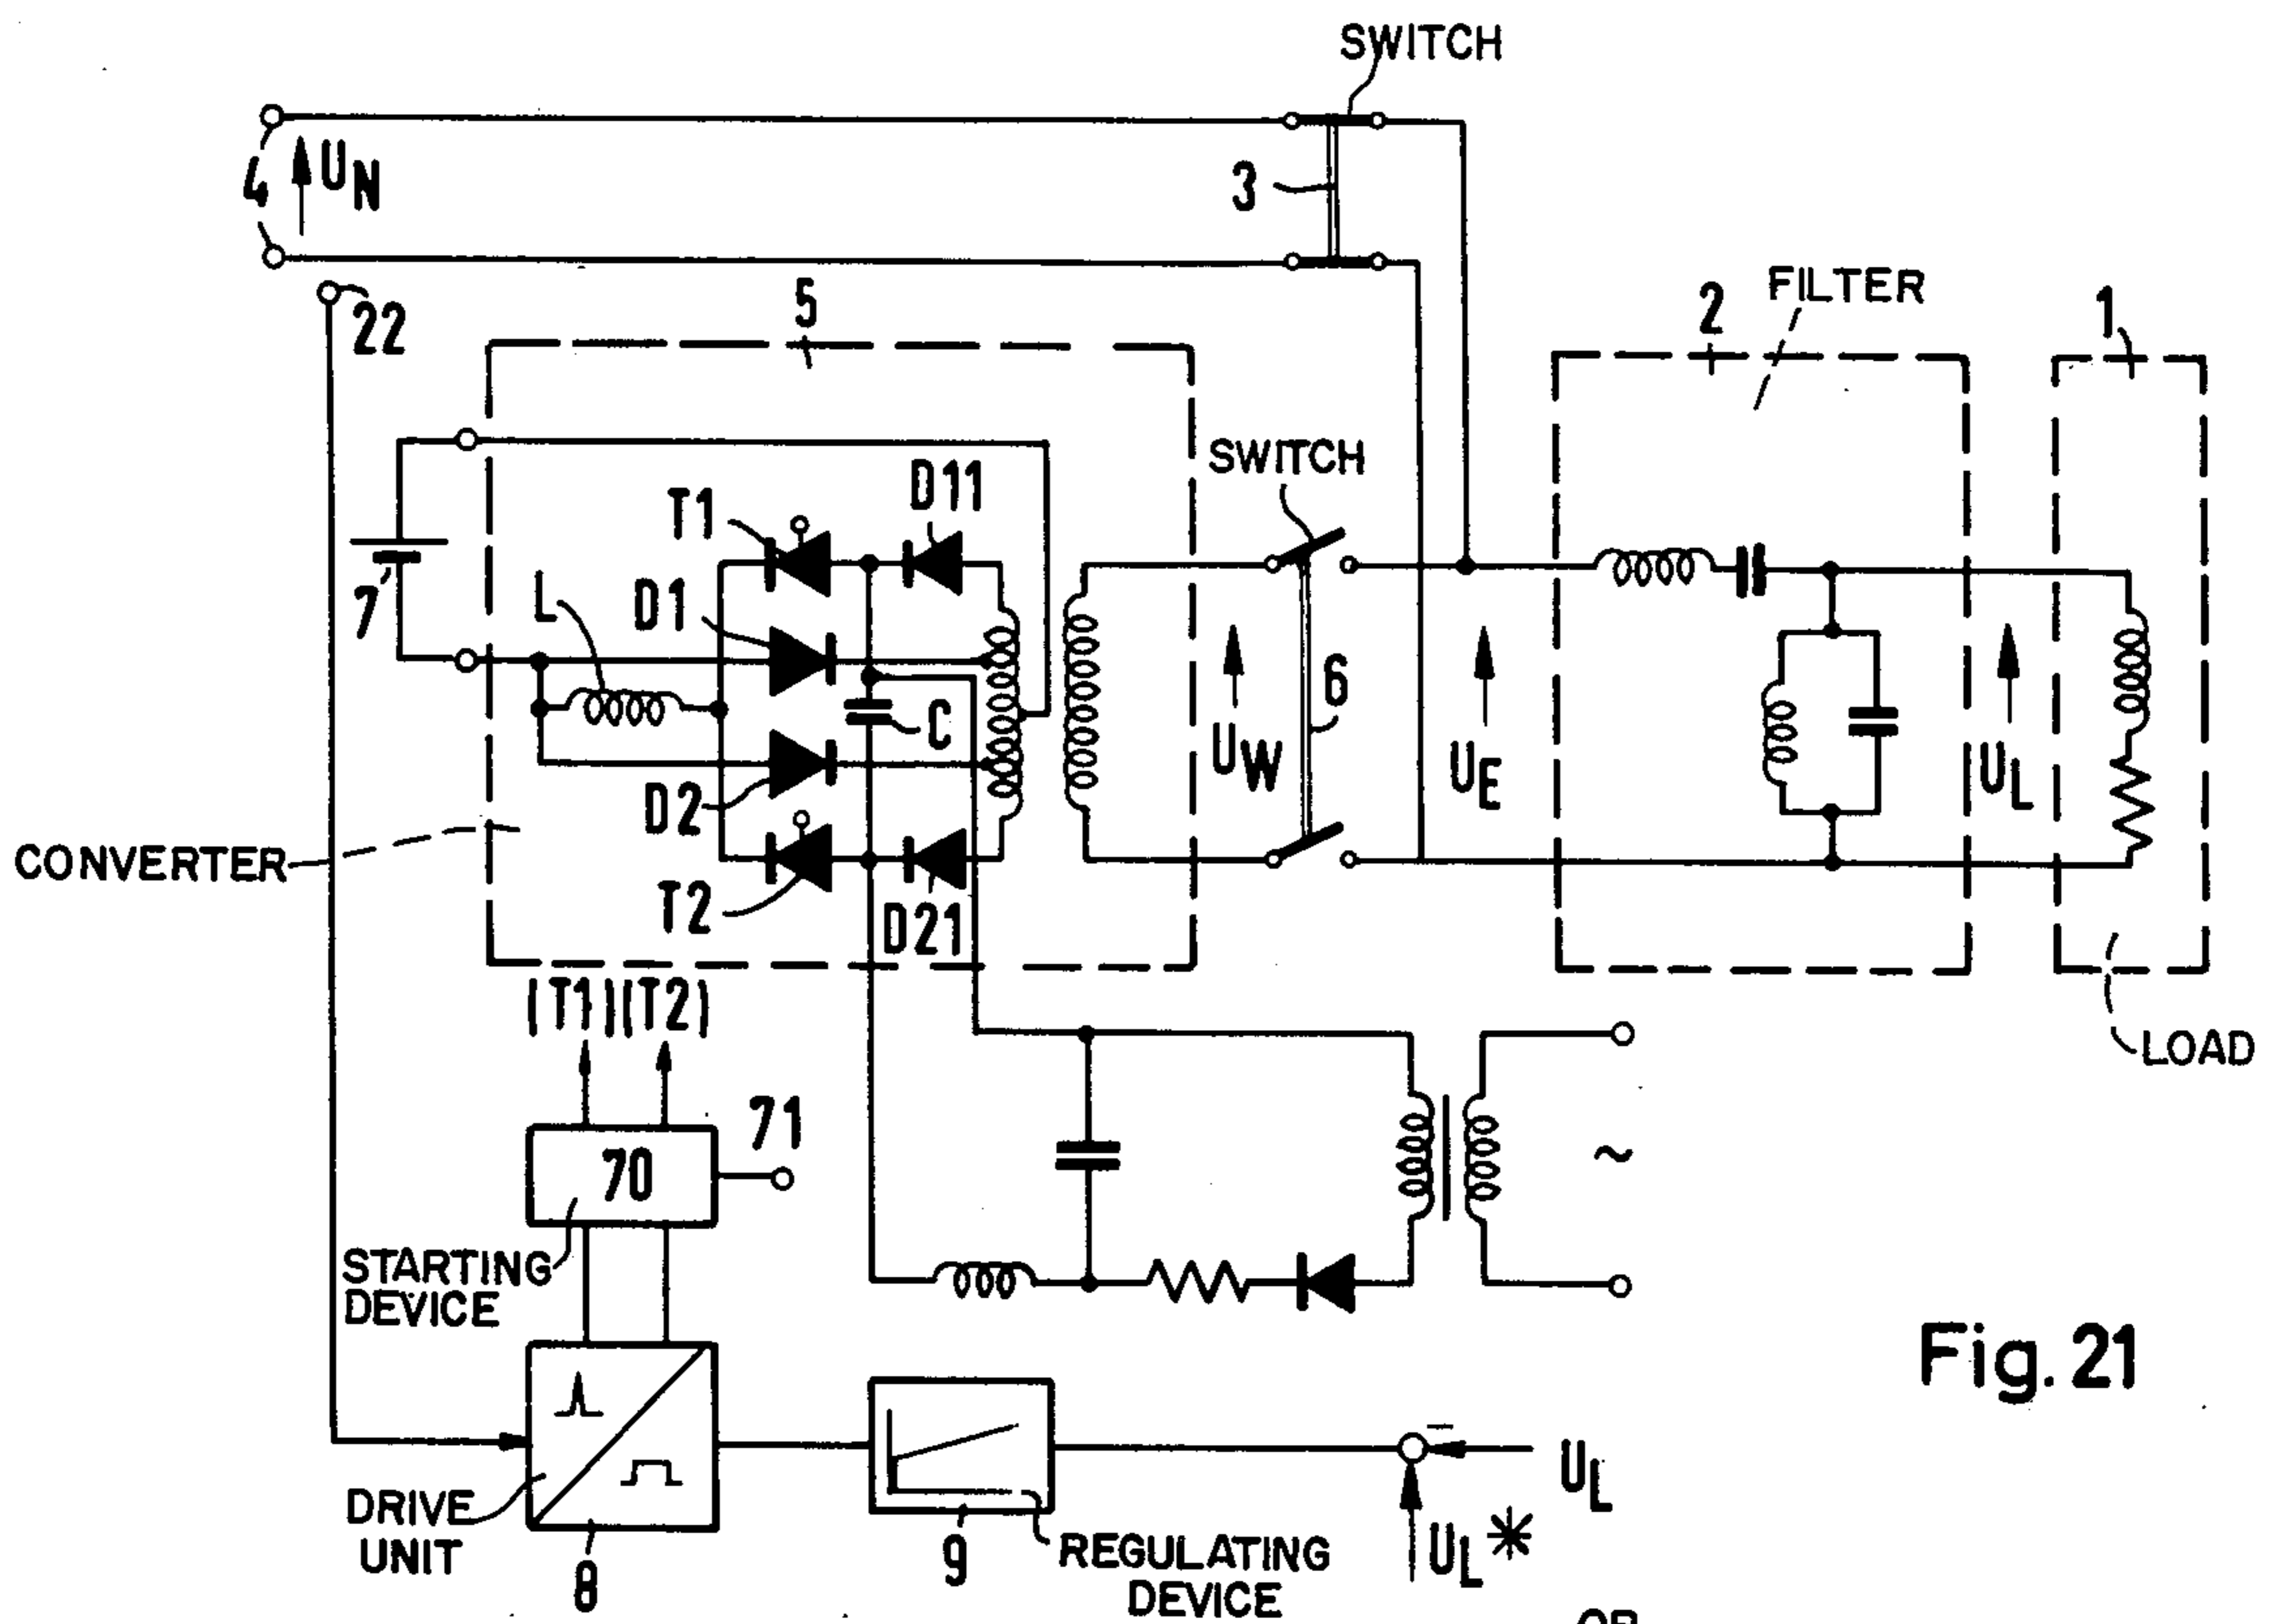 SWITCH
4
U_N
3
22
5
2
FILTER
1
SWITCH
T1
D11
7
L
D1
C
6
U_W
U_E
U_L
D2
CONVERTER
T2
D21
(T1)(T2)
LOAD
71
70
~
STARTING
DEVICE
Fig. 21
DRIVE
UNIT
8
9
REGULATING
DEVICE
–
U_L
U_L*